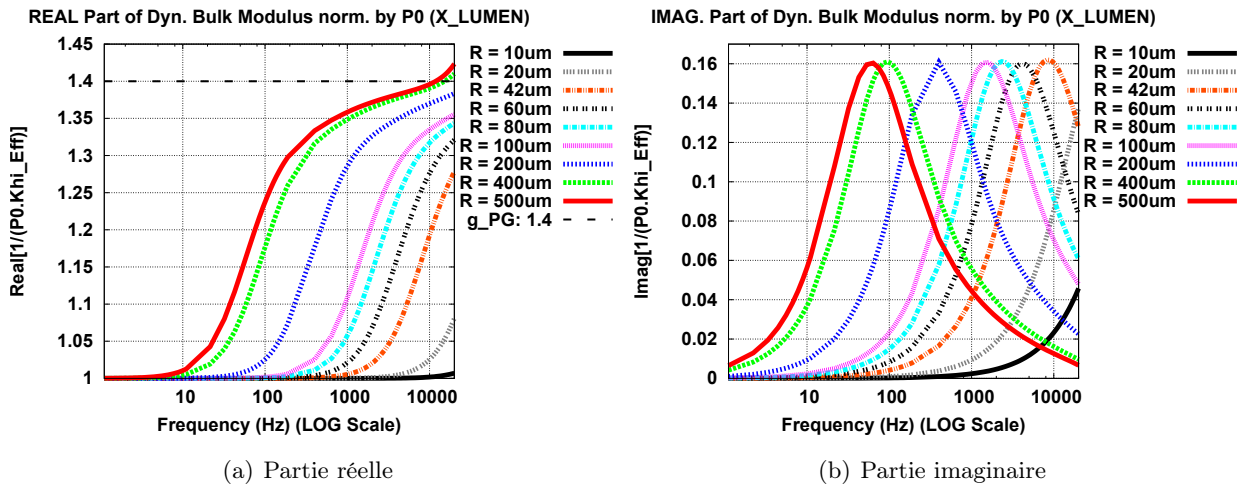 REAL Part of Dyn. Bulk Modulus norm. by P0 (X_LUMEN)
Real[1/(P0.Khi_Eff)]
1.45
1.4
1.35
1.3
1.25
1.2
1.15
1.1
1.05
1
10
100
1000
10000
Frequency (Hz) (LOG Scale)
R = 10um
R = 20um
R = 42um
R = 60um
R = 80um
R = 100um
R = 200um
R = 400um
R = 500um
g_PG: 1.4
(a) Partie réelle
IMAG. Part of Dyn. Bulk Modulus norm. by P0 (X_LUMEN)
Imag[1/(P0.Khi_Eff)]
0.16
0.14
0.12
0.1
0.08
0.06
0.04
0.02
0
10
100
1000
10000
Frequency (Hz) (LOG Scale)
R = 10um
R = 20um
R = 42um
R = 60um
R = 80um
R = 100um
R = 200um
R = 400um
R = 500um
(b) Partie imaginaire